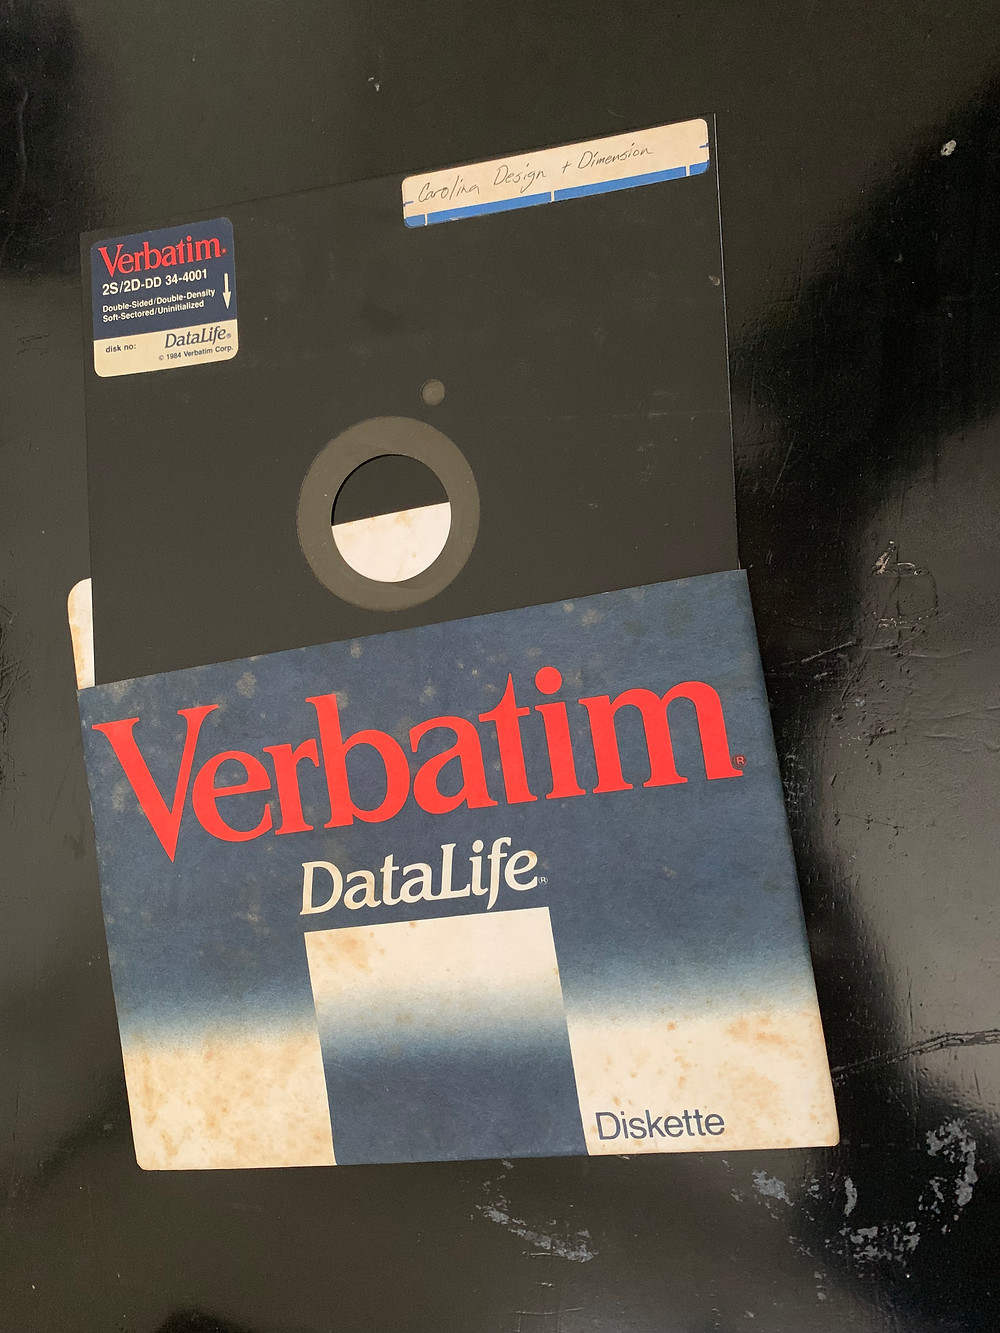 Carolina Design + Dimension
Verbatim®
2S/2D-DD 34-4001
Double-Sided/Double-Density
Soft-Sectored/Uninitialized
disk no:
DataLife®
© 1984 Verbatim Corp.
Verbatim®
DataLife®
Diskette